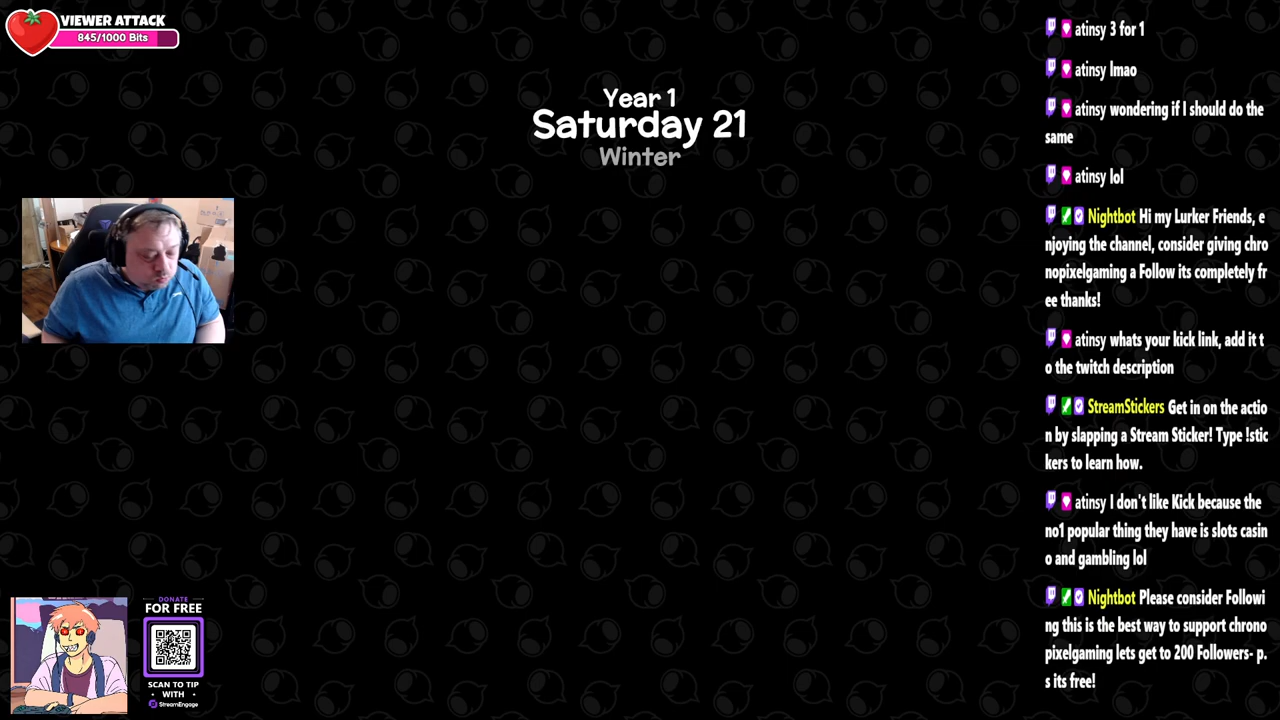 VIEWER ATTACK
845/1000 Bits
Year 1
Saturday 21
Winter
DONATE
FOR FREE
SCAN TO TIP
• WITH •
StreamEngage
atinsy 3 for 1
atinsy lmao
atinsy wondering if I should do the
same
atinsy lol
Nightbot Hi my Lurker Friends, e
njoying the channel, consider giving chro
nopixelgaming a Follow its completely fr
ee thanks!
atinsy whats your kick link, add it t
o the twitch description
StreamStickers Get in on the actio
n by slapping a Stream Sticker! Type !stic
kers to learn how.
atinsy I don't like Kick because the
no1 popular thing they have is slots casin
o and gambling lol
Nightbot Please consider Followi
ng this is the best way to support chrono
pixelgaming lets get to 200 Followers- p.
s its free!